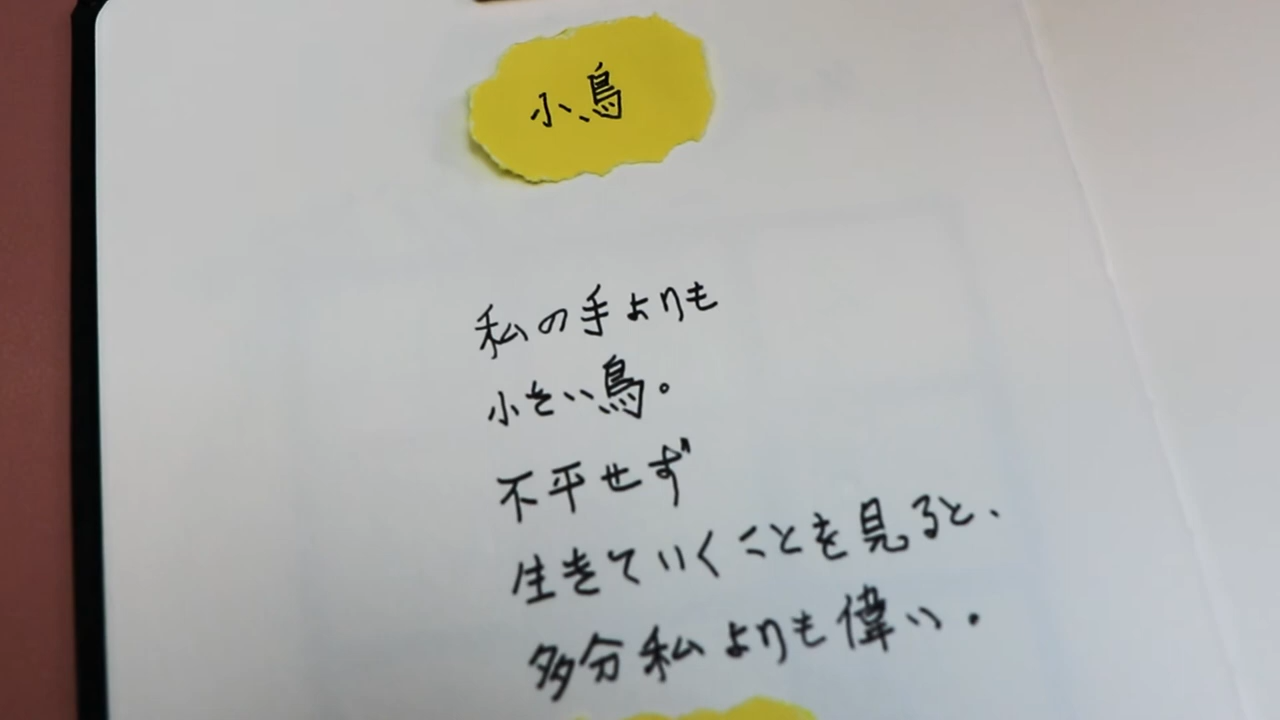 小鳥
私の手よりも
小さい鳥。
不平せず
生きていくことを見ると、
多分私よりも偉い。